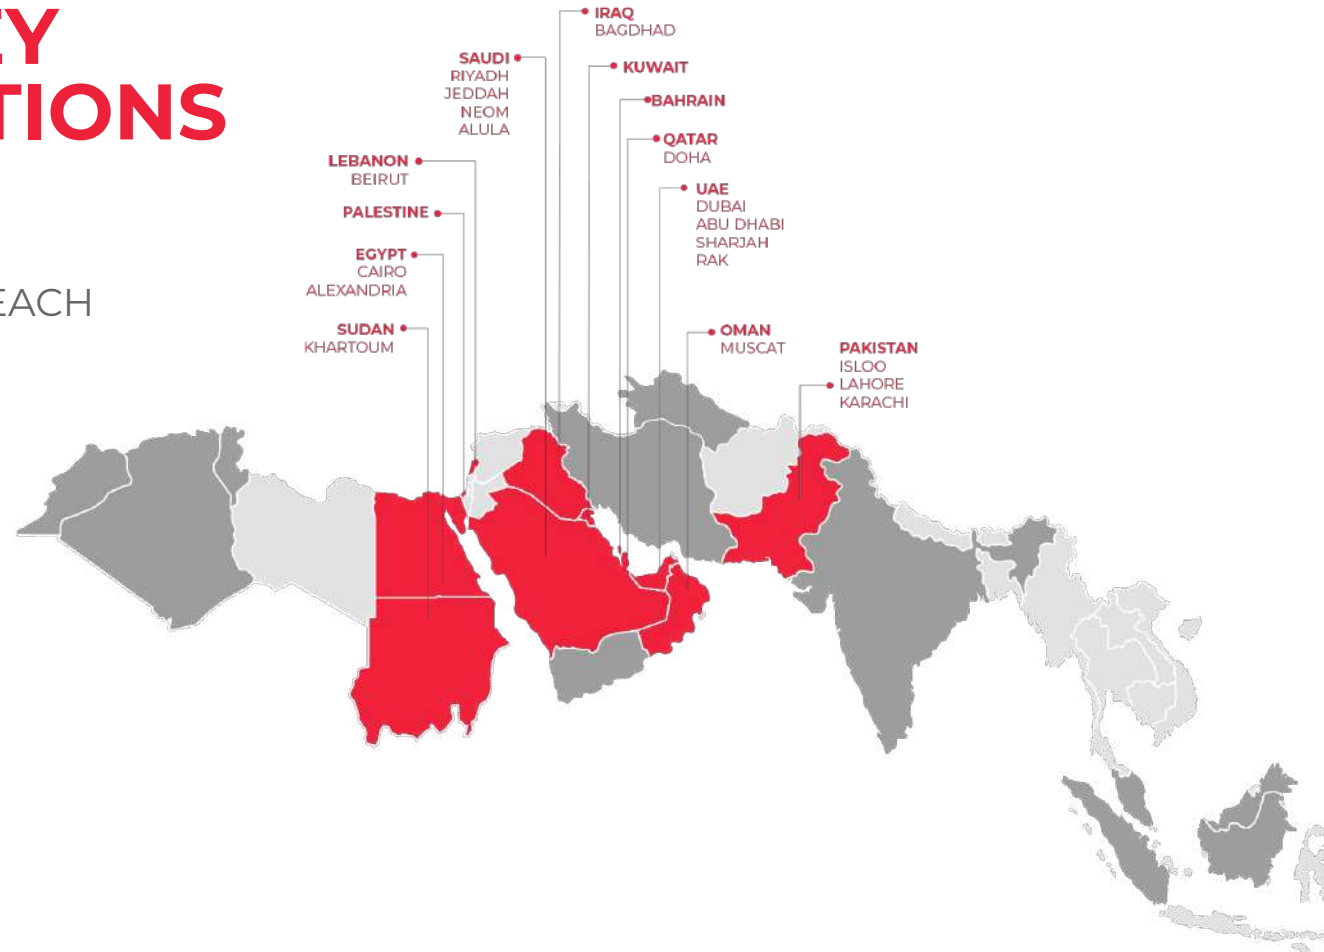 EY
TIONS
EACH
IRAQ
BAGDHAD
SAUDI
RIYADH
JEDDAH
NEOM
ALULA
KUWAIT
BAHRAIN
QATAR
DOHA
LEBANON
BEIRUT
UAE
DUBAI
ABU DHABI
SHARJAH
RAK
PALESTINE
EGYPT
CAIRO
ALEXANDRIA
SUDAN
KHARTOUM
OMAN
MUSCAT
PAKISTAN
ISLOO
LAHORE
KARACHI